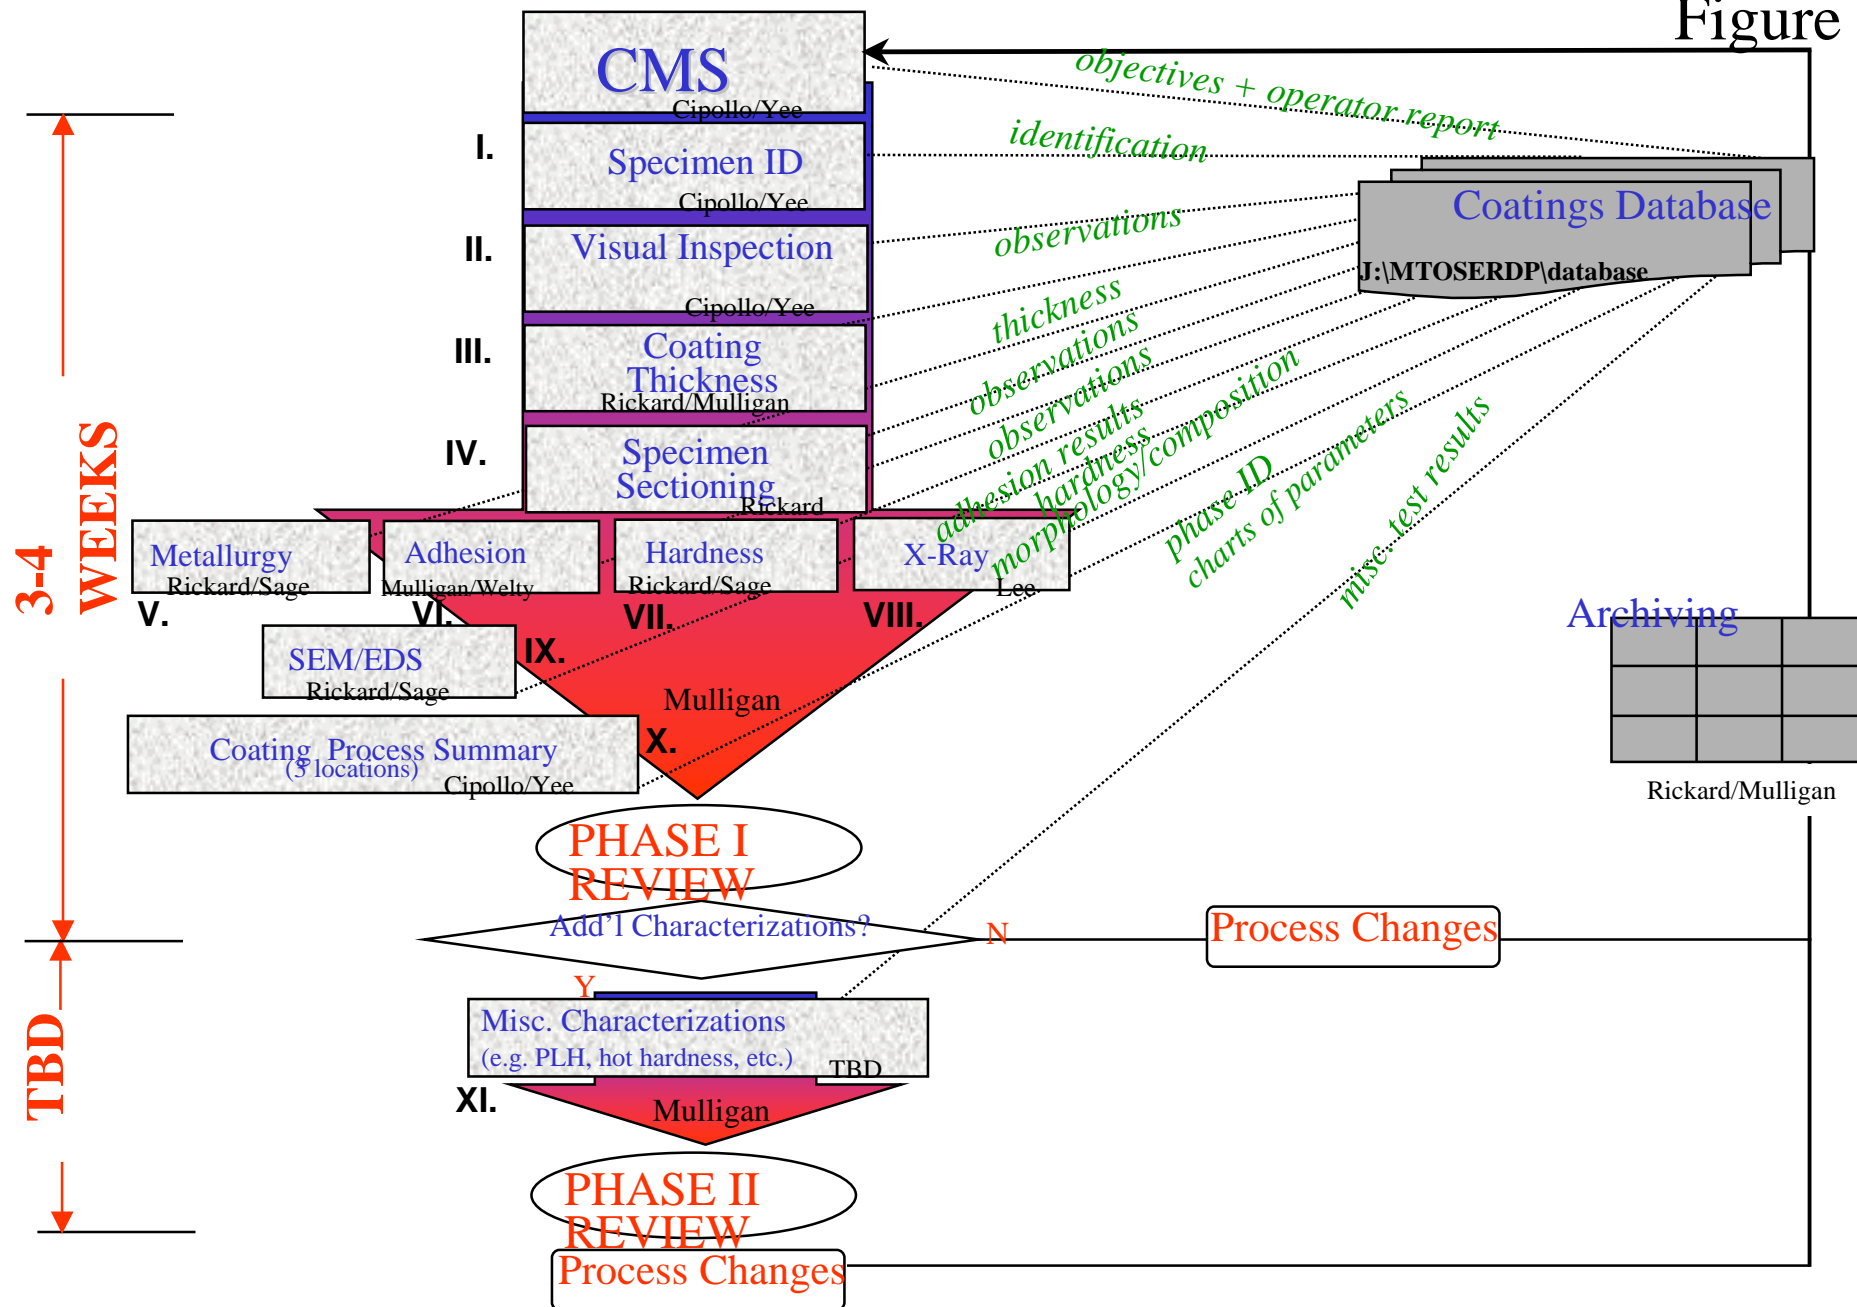 Figure
CMS
Cipollo/Yee
objectives + operator report
I.
Specimen ID
Cipollo/Yee
identification
Coatings Database
J:\MTOSERDP\database
II.
Visual Inspection
Cipollo/Yee
observations
III.
Coating
Thickness
Rickard/Mulligan
thickness
IV.
Specimen
Sectioning
Rickard
observations
observations
adhesion results
hardness
morphology/composition
phase ID
charts of parameters
misc. test results
3-4
WEEKS
Metallurgy
Rickard/Sage
V.
Adhesion
Mulligan/Welty
VI.
Hardness
Rickard/Sage
VII.
X-Ray
Lee
VIII.
SEM/EDS
Rickard/Sage
IX.
Mulligan
Coating Process Summary
(3 locations)
Cipollo/Yee
X.
Archiving
Rickard/Mulligan
PHASE I
REVIEW
Add'l Characterizations?
N
Process Changes
Y
TBD
Misc. Characterizations
(e.g. PLH, hot hardness, etc.)
TBD
XI.
Mulligan
PHASE II
REVIEW
Process Changes